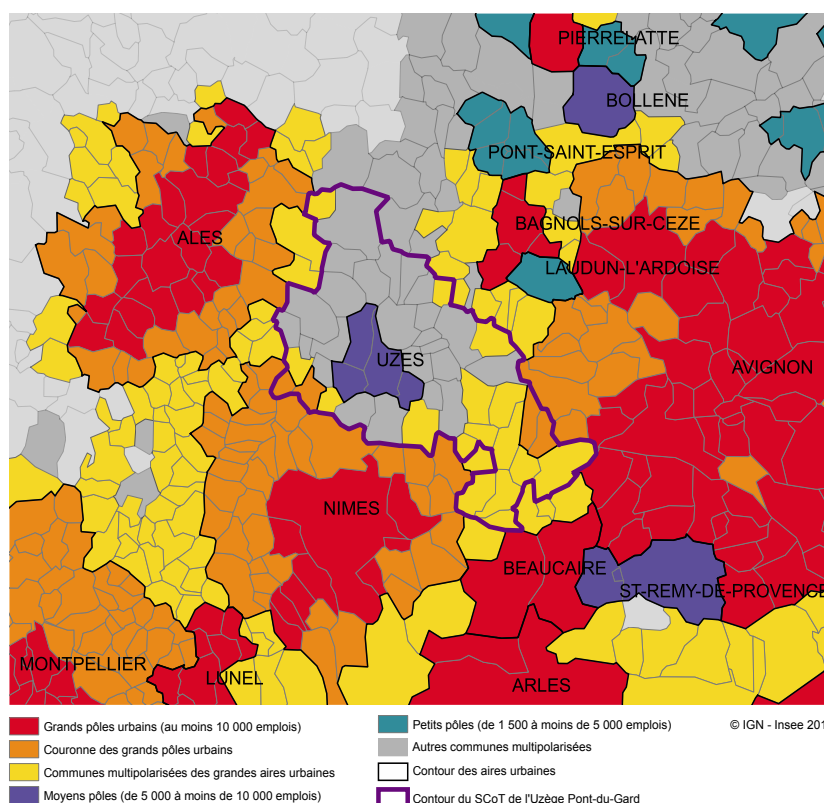 PIERRELATTE
BOLLENE
PONT-SAINT-ESPRIT
BAGNOLS-SUR-CEZE
ALES
LAUDUN-L'ARDOISE
UZES
AVIGNON
NIMES
BEAUCAIRE
ST-REMY-DE-PROVENCE
MONTPELLIER
LUNEL
ARLES
Grands pôles urbains (au moins 10 000 emplois)
Couronne des grands pôles urbains
Communes multipolarisées des grandes aires urbaines
Moyens pôles (de 5 000 à moins de 10 000 emplois)
Petits pôles (de 1 500 à moins de 5 000 emplois)
Autres communes multipolarisées
Contour des aires urbaines
Contour du SCoT de l'Uzège Pont-du-Gard
© IGN - Insee 201